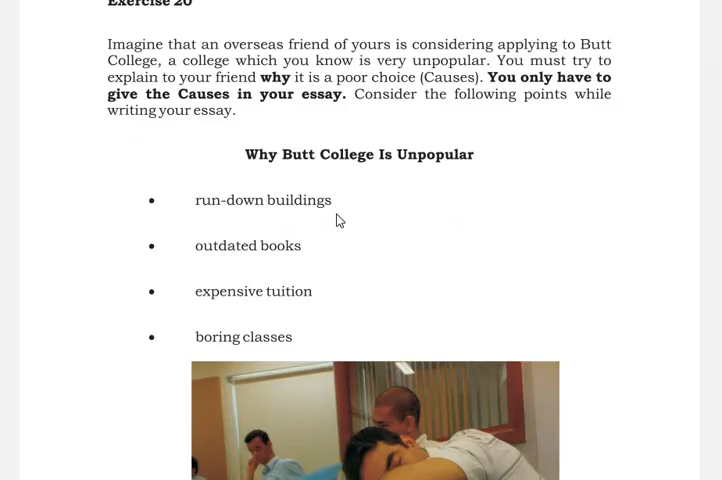 Exercise 20
Imagine that an overseas friend of yours is considering applying to Butt
College, a college which you know is very unpopular. You must try to
explain to your friend why it is a poor choice (Causes). You only have to
give the Causes in your essay. Consider the following points while
writing your essay.
Why Butt College Is Unpopular
• run-down buildings
• outdated books
• expensive tuition
• boring classes